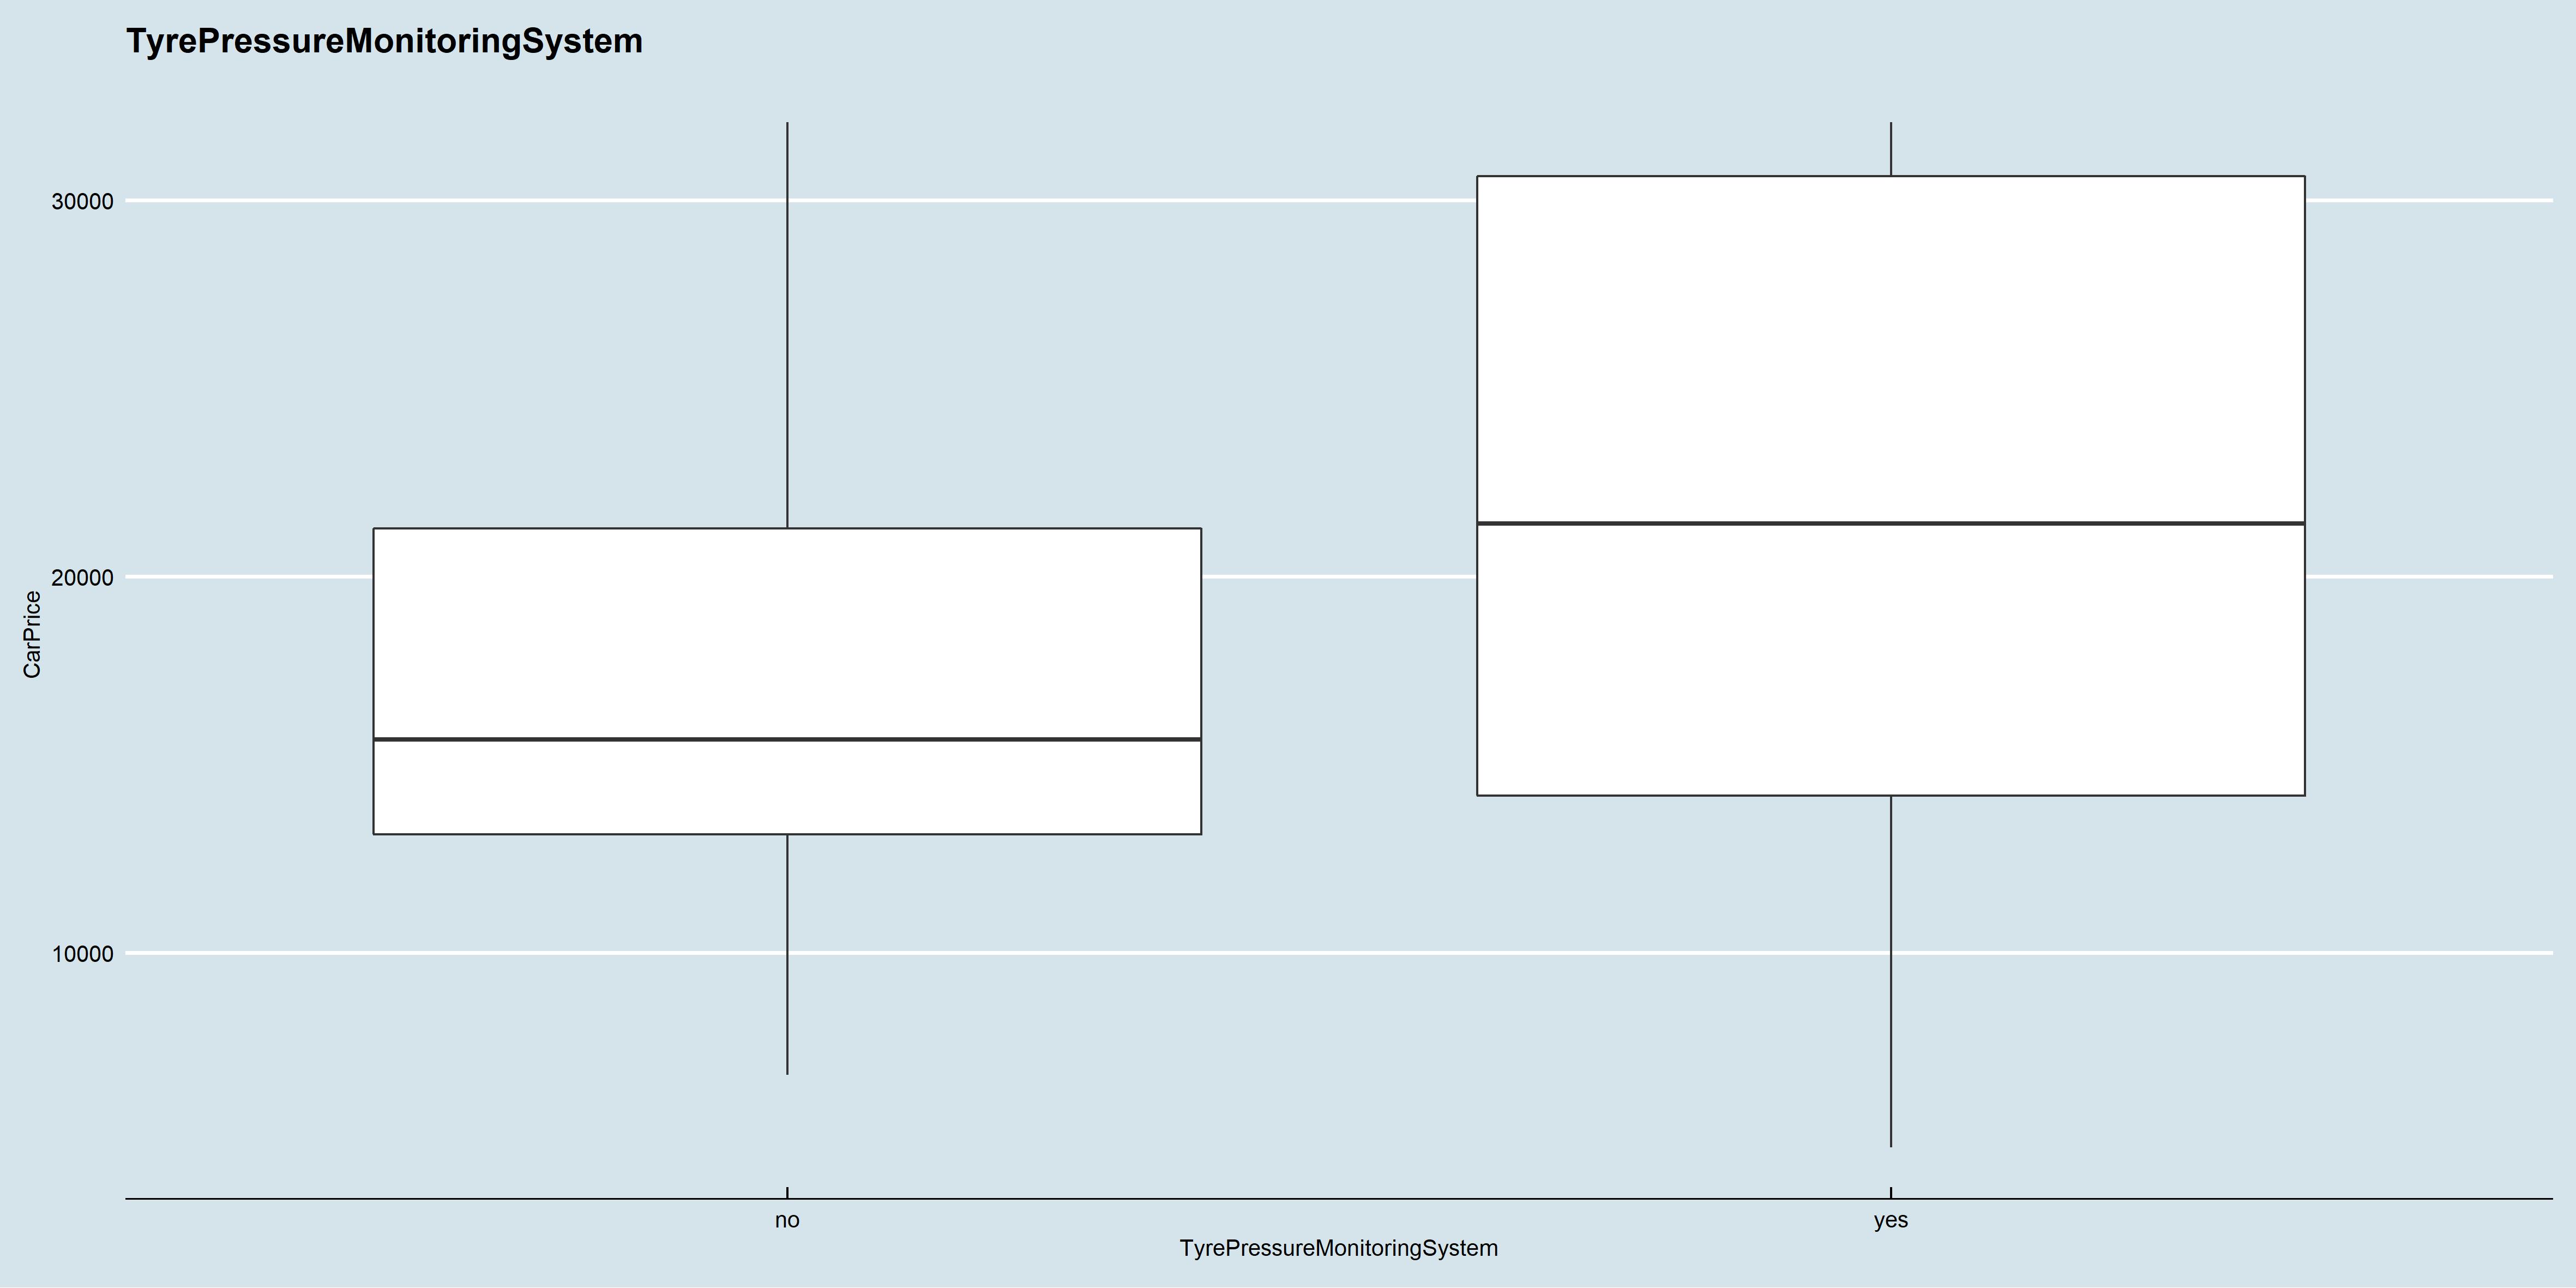 TyrePressureMonitoringSystem
30000
20000
10000
CarPrice
no
yes
TyrePressureMonitoringSystem